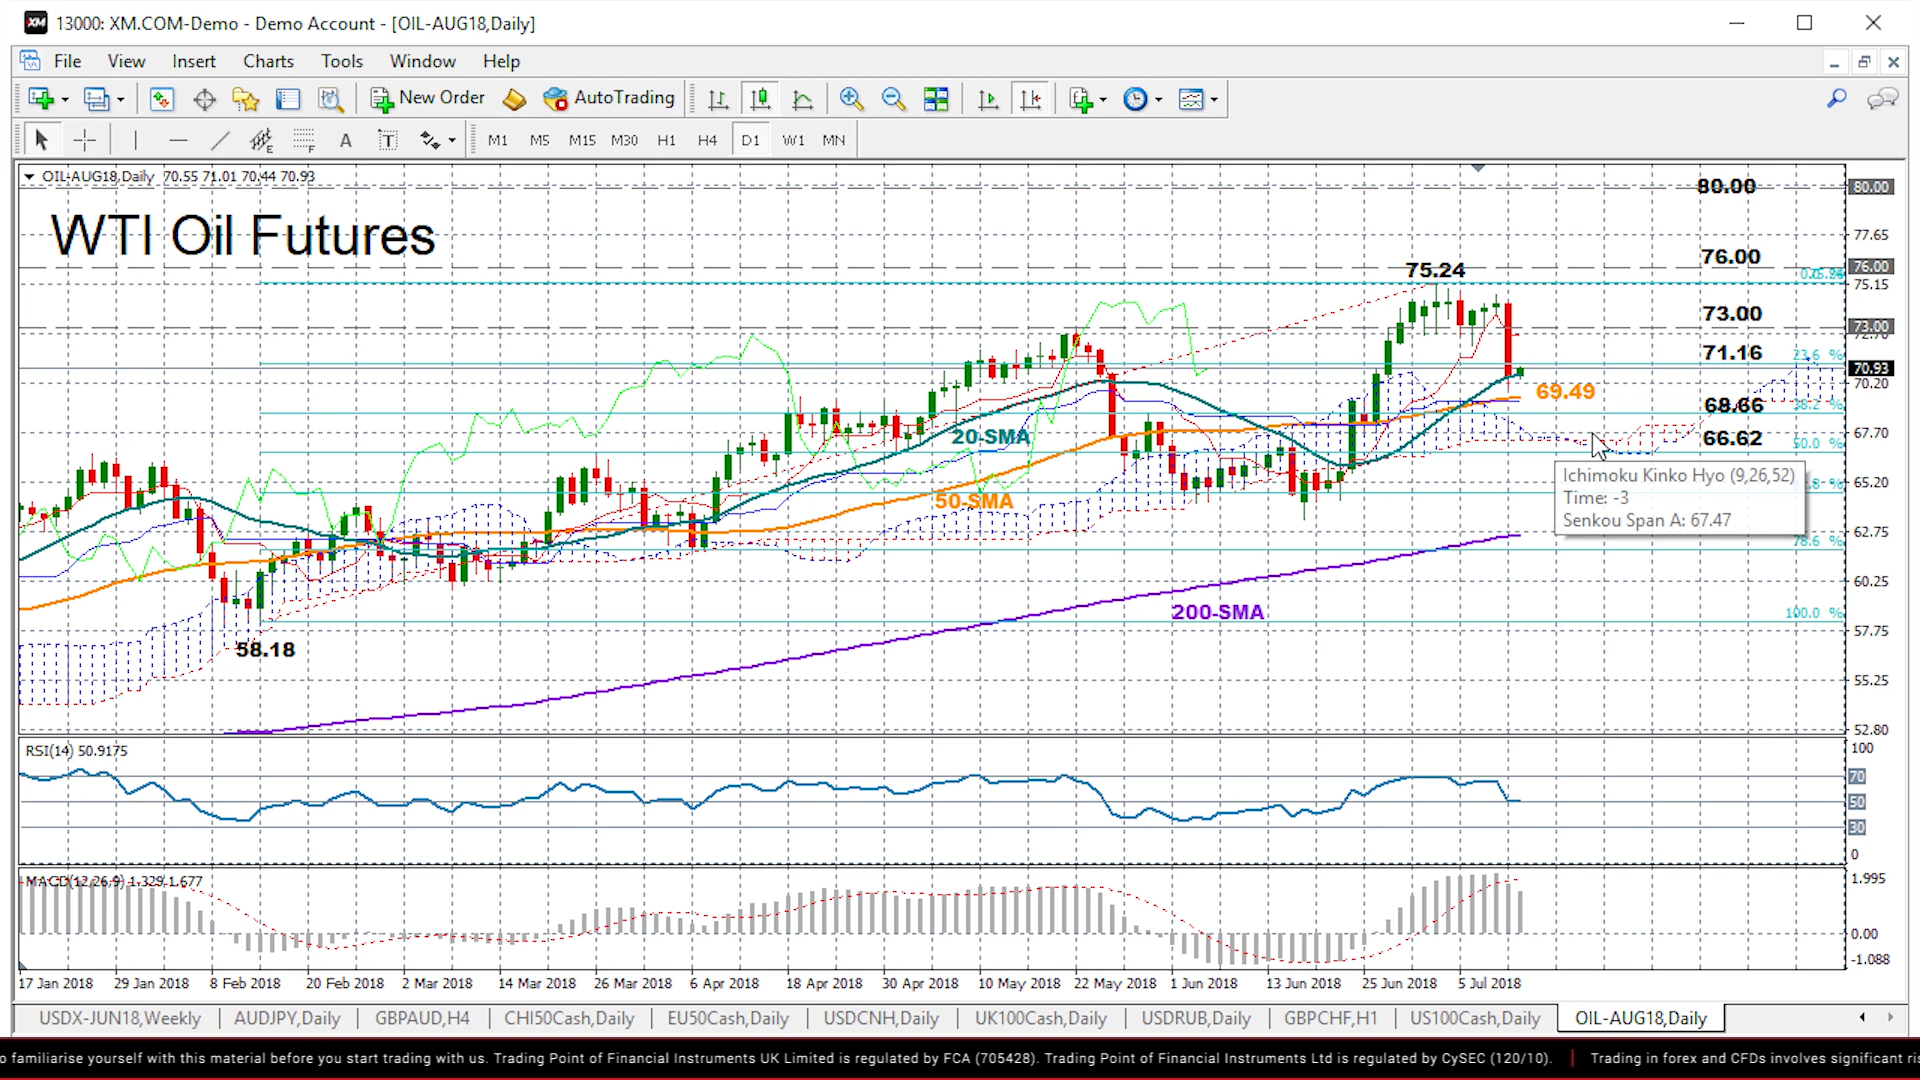 XM 13000: XM.COM-Demo - Demo Account - [OIL-AUG18,Daily]
File View Insert Charts Tools Window Help
New Order AutoTrading
E F A T M1 M5 M15 M30 H1 H4 D1 W1 MN
OIL-AUG18,Daily 70.55 71.01 70.44 70.93
WTI Oil Futures
80.00 80.00
77.65
76.00 76.00
75.24
75.15
73.00 73.00
72.70
71.16 23.6 %
70.93
70.20
69.49
68.66 38.2 %
20-SMA 67.70
66.62 50.0 %
Ichimoku Kinko Hyo (9,26,52)
Time: -3
Senkou Span A: 67.47
65.20
50-SMA
62.75
78.6 %
60.25
200-SMA 100.0 %
57.75
58.18
55.25
52.80
RSI(14) 50.9175
100
70
50
30
0
MACD(12,26,9) 1.329 1.677
1.995
0.00
-1.088
17 Jan 2018 29 Jan 2018 8 Feb 2018 20 Feb 2018 2 Mar 2018 14 Mar 2018 26 Mar 2018 6 Apr 2018 18 Apr 2018 30 Apr 2018 10 May 2018 22 May 2018 1 Jun 2018 13 Jun 2018 25 Jun 2018 5 Jul 2018
USDX-JUN18,Weekly AUDJPY,Daily GBPAUD,H4 CHI50Cash,Daily EU50Cash,Daily USDCNH,Daily UK100Cash,Daily USDRUB,Daily GBPCHF,H1 US100Cash,Daily OIL-AUG18,Daily
o familiarise yourself with this material before you start trading with us. Trading Point of Financial Instruments UK Limited is regulated by FCA (705428). Trading Point of Financial Instruments Ltd is regulated by CySEC (120/10). | Trading in forex and CFDs involves significant ris